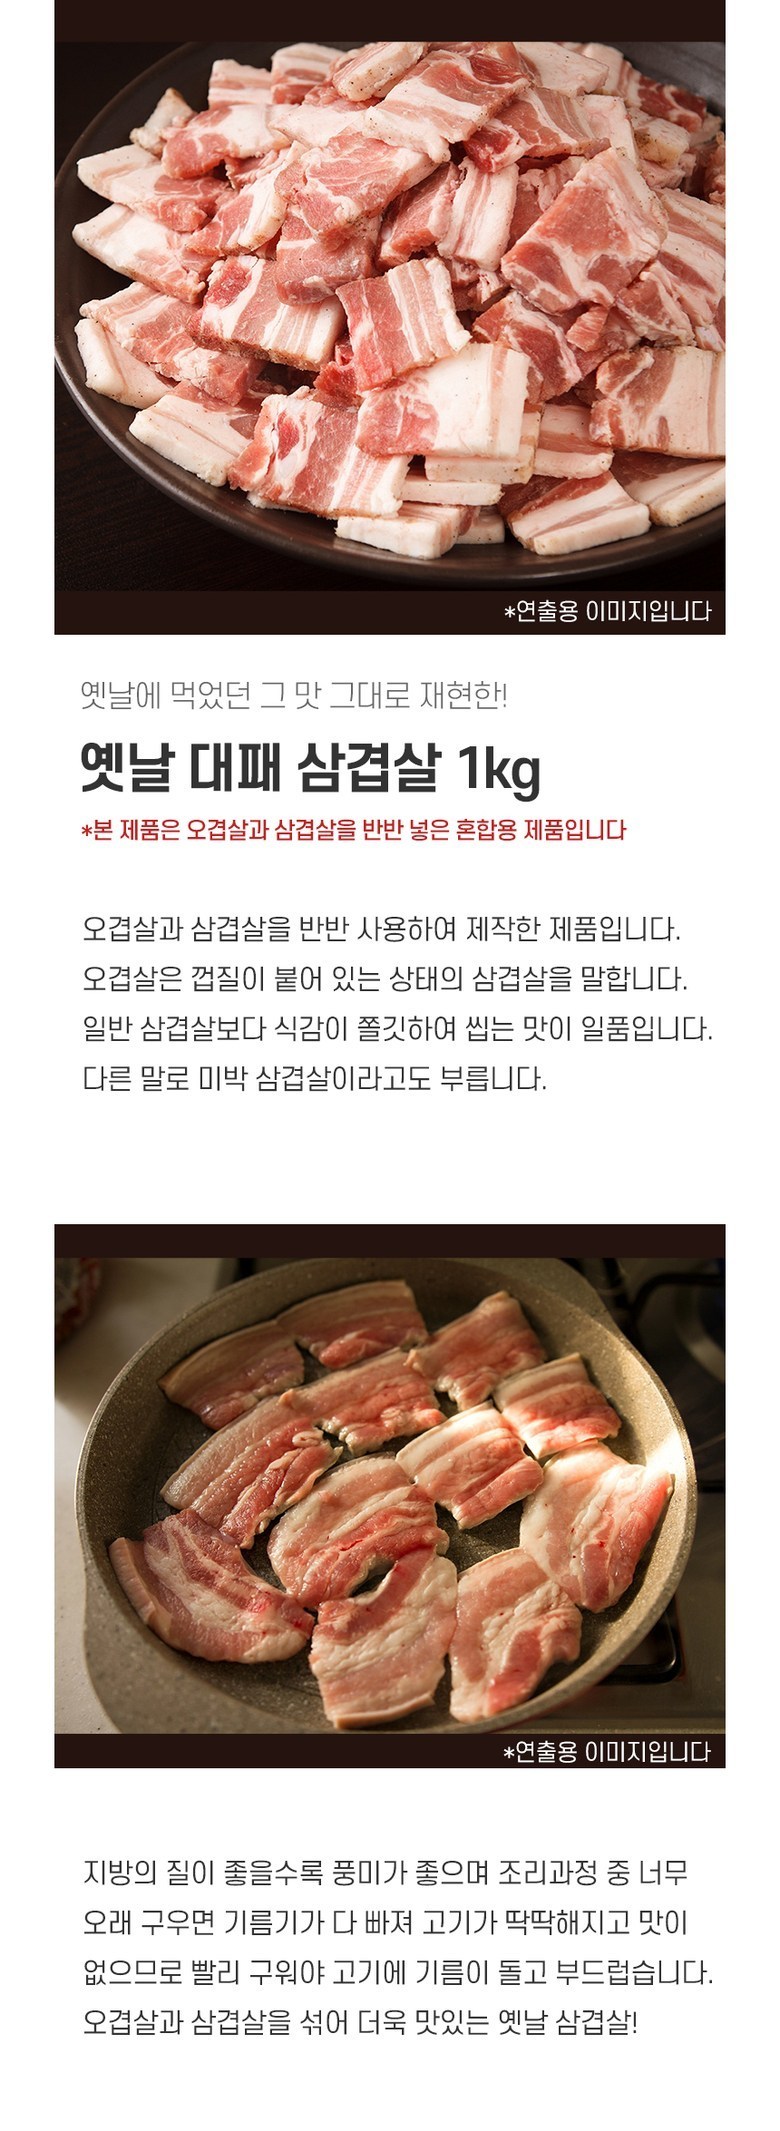 *연출용 이미지입니다
옛날에 먹었던 그 맛 그대로 재현한!
옛날 대패 삼겹살 1kg
*본 제품은 오겹살과 삼겹살을 반반 넣은 혼합용 제품입니다
오겹살과 삼겹살을 반반 사용하여 제작한 제품입니다.
오겹살은 껍질이 붙어 있는 상태의 삼겹살을 말합니다.
일반 삼겹살보다 식감이 쫄깃하여 씹는 맛이 일품입니다.
다른 말로 미박 삼겹살이라고도 부릅니다.
*연출용 이미지입니다
지방의 질이 좋을수록 풍미가 좋으며 조리과정 중 너무
오래 구우면 기름기가 다 빠져 고기가 딱딱해지고 맛이
없으므로 빨리 구워야 고기에 기름이 돌고 부드럽습니다.
오겹살과 삼겹살을 섞어 더욱 맛있는 옛날 삼겹살!